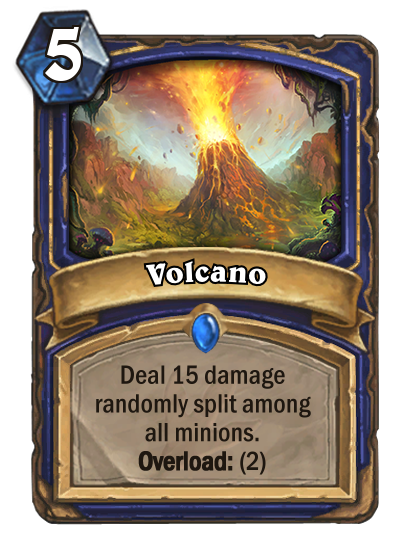 5
Volcano
Deal 15 damage
randomly split among
all minions.
Overload: (2)